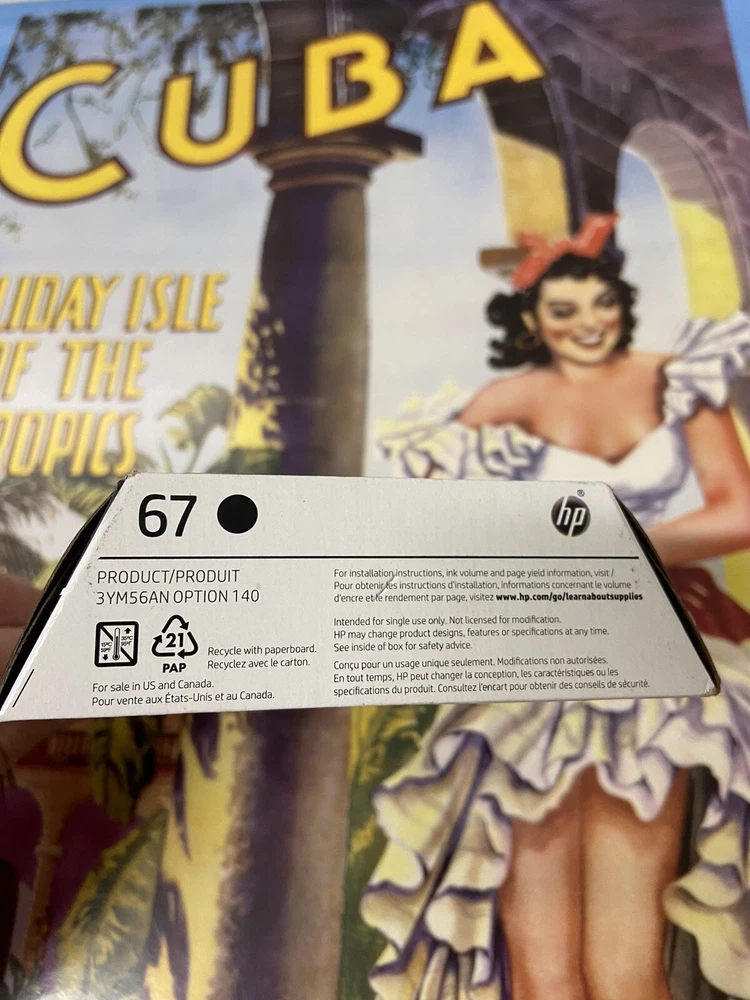 CUBA
LIDAY ISLE
OF THE
ROPICS
67
hp®
PRODUCT/PRODUIT
3YM56AN OPTION 140
For installation instructions, ink volume and page yield information, visit /
Pour obtenir les instructions d'installation, informations concernant le volume
d'encre et le rendement par page, visitez www.hp.com/go/learnaboutsupplies
Intended for single use only. Not licensed for modification.
HP may change product designs, features or specifications at any time.
See inside of box for safety advice.
Conçu pour un usage unique seulement. Modifications non autorisées.
En tout temps, HP peut changer la conception, les caractéristiques ou les
spécifications du produit. Consultez l'encart pour obtenir des conseils de sécurité.
21
PAP
Recycle with paperboard.
Recyclez avec le carton.
For sale in US and Canada.
Pour vente aux États-Unis et au Canada.